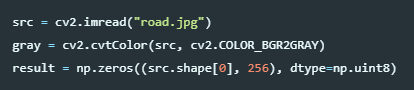 src = cv2.imread("road.jpg")
gray = cv2.cvtColor(src, cv2.COLOR_BGR2GRAY)
result = np.zeros((src.shape[0], 256), dtype=np.uint8)